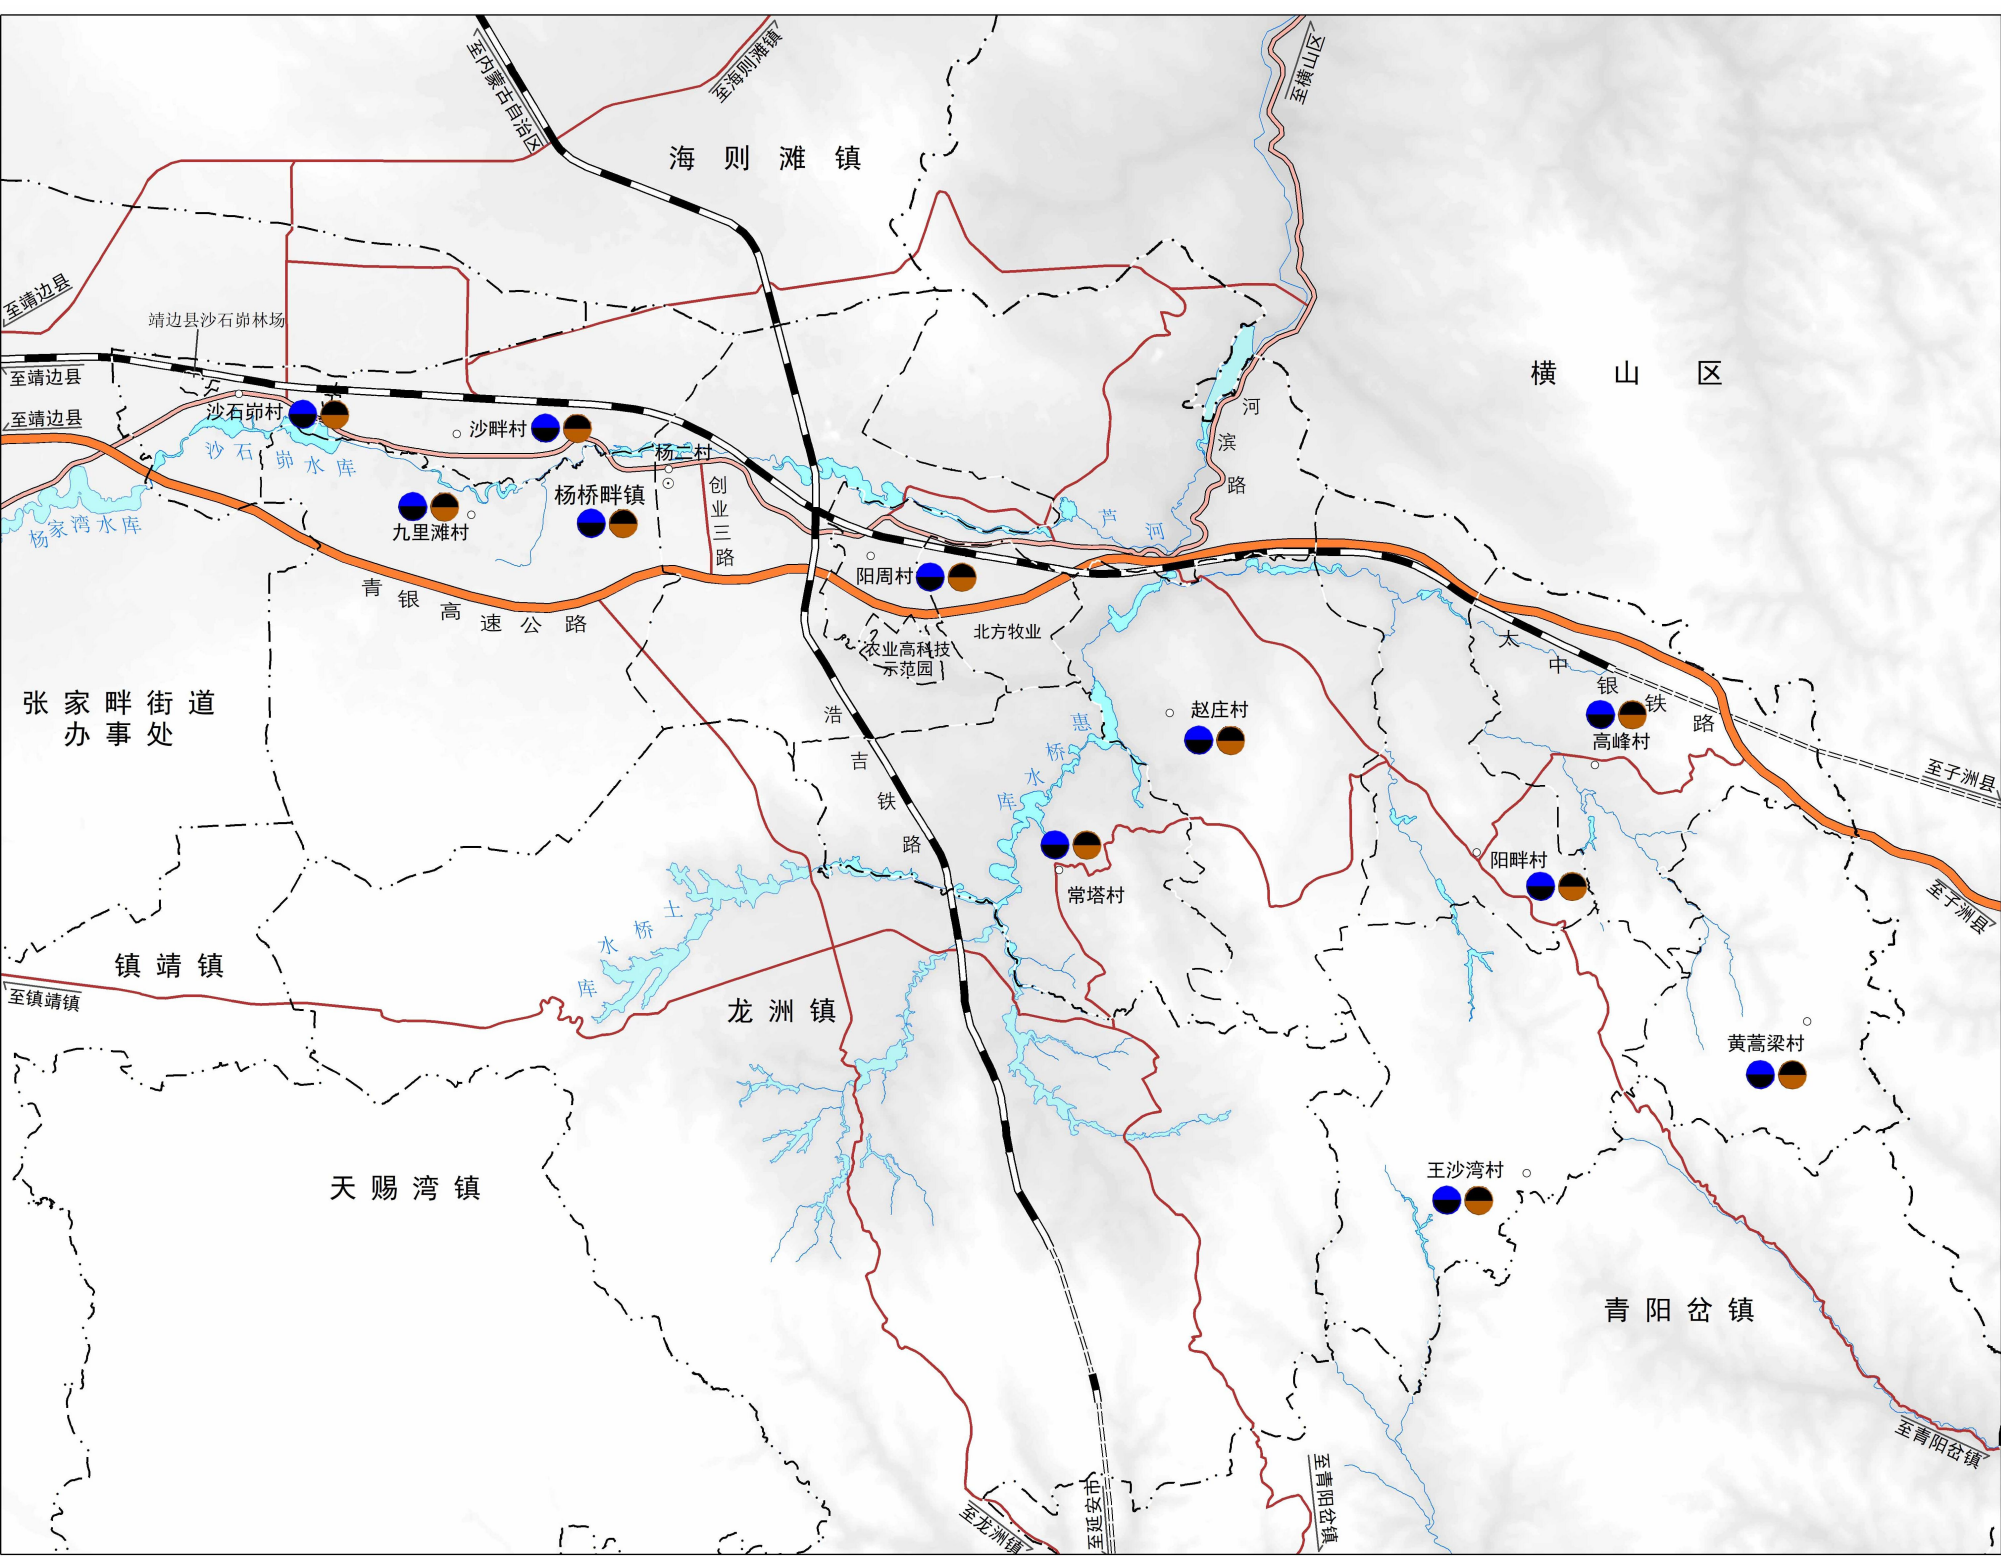 至内蒙古自治区
至海则滩镇
至横山区
海则滩镇
至靖边县
靖边县沙石峁林场
至靖边县
至靖边县
横山区
沙石峁村
沙畔村
沙石峁水库
杨二村
杨桥畔镇
创业三路
河滨路
杨家湾水库
九里滩村
芦河
阳周村
青银高速公路
北方牧业
农业高科技
示范园
太中银铁路
张家畔街道
办事处
浩吉铁路
惠桥水库
赵庄村
高峰村
至子洲县
阳畔村
常塔村
至子洲县
土桥水库
镇靖镇
至镇靖镇
龙洲镇
黄蒿梁村
天赐湾镇
王沙湾村
青阳岔镇
至青阳岔镇
至龙洲镇
至延安市
至青阳岔镇